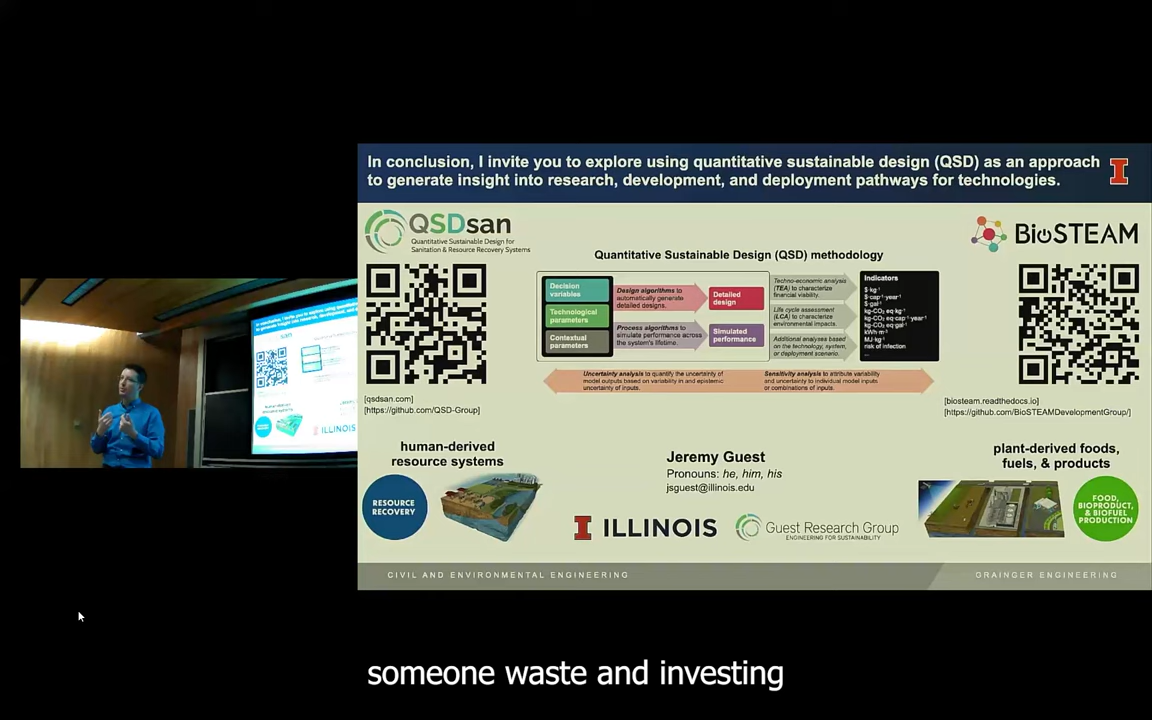 In conclusion, I invite you to explore using quantitative sustainable design (QSD) as an approach
to generate insight into research, development, and deployment pathways for technologies.
QSDsan
Quantitative Sustainable Design for
Sanitation & Resource Recovery Systems
BioSTEAM
Quantitative Sustainable Design (QSD) methodology
Decision
variables
Technological
parameters
Contextual
parameters
Design algorithms to
automatically generate
detailed designs.
Process algorithms to
simulate performance across
the system's lifetime.
Detailed
design
Simulated
performance
Techno-economic analysis
(TEA) to characterize
financial viability.
Life cycle assessment
(LCA) to characterize
environmental impacts.
Additional analyses based
on the technology, system,
or deployment scenario.
Indicators
$·kg⁻¹
$·cap⁻¹·year⁻¹
$·gal⁻¹
kg-CO₂ eq·kg⁻¹
kg-CO₂ eq·cap⁻¹·year⁻¹
kg-CO₂ eq·gal⁻¹
kWh·m⁻³
MJ·kg⁻¹
risk of infection
...
Uncertainty analysis to quantify the uncertainty of
model outputs based on variability in and epistemic
uncertainty of inputs.
Sensitivity analysis to attribute variability
and uncertainty to individual model inputs
or combinations of inputs.
[qsdsan.com]
[https://github.com/QSD-Group]
[biosteam.readthedocs.io]
[https://github.com/BioSTEAMDevelopmentGroup/]
human-derived
resource systems
RESOURCE
RECOVERY
Jeremy Guest
Pronouns: he, him, his
jsguest@illinois.edu
I ILLINOIS
Guest Research Group
ENGINEERING FOR SUSTAINABILITY
plant-derived foods,
fuels, & products
FOOD,
BIOPRODUCT,
& BIOFUEL
PRODUCTION
CIVIL AND ENVIRONMENTAL ENGINEERING
GRAINGER ENGINEERING
someone waste and investing